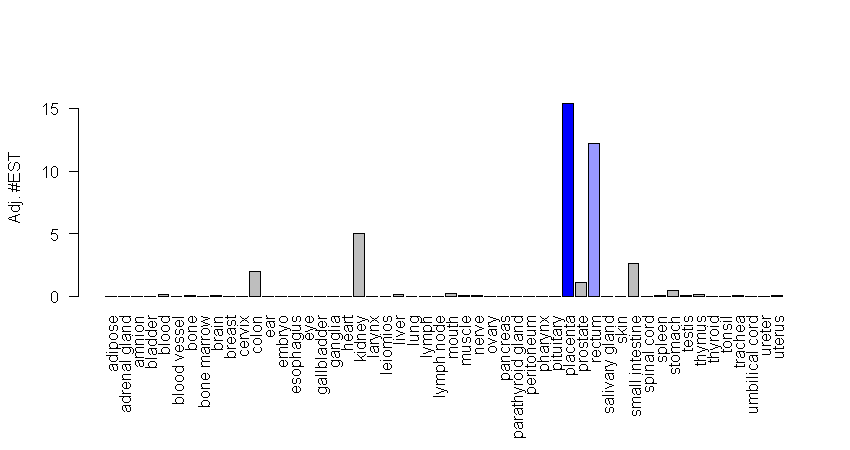 Adj. #EST
15
10
5
0
adipose
adrenal gland
amnion
bladder
blood
blood vessel
bone
bone marrow
brain
breast
cervix
colon
ear
embryo
esophagus
eye
gallbladder
ganglia
heart
kidney
larynx
leiomios
liver
lung
lymph
lymph node
mouth
muscle
nerve
ovary
pancreas
parathyroid gland
peritoneum
pharynx
pituitary
placenta
prostate
rectum
salivary gland
skin
small intestine
spinal cord
spleen
stomach
testis
thymus
thyroid
tonsil
trachea
umbilical cord
ureter
uterus